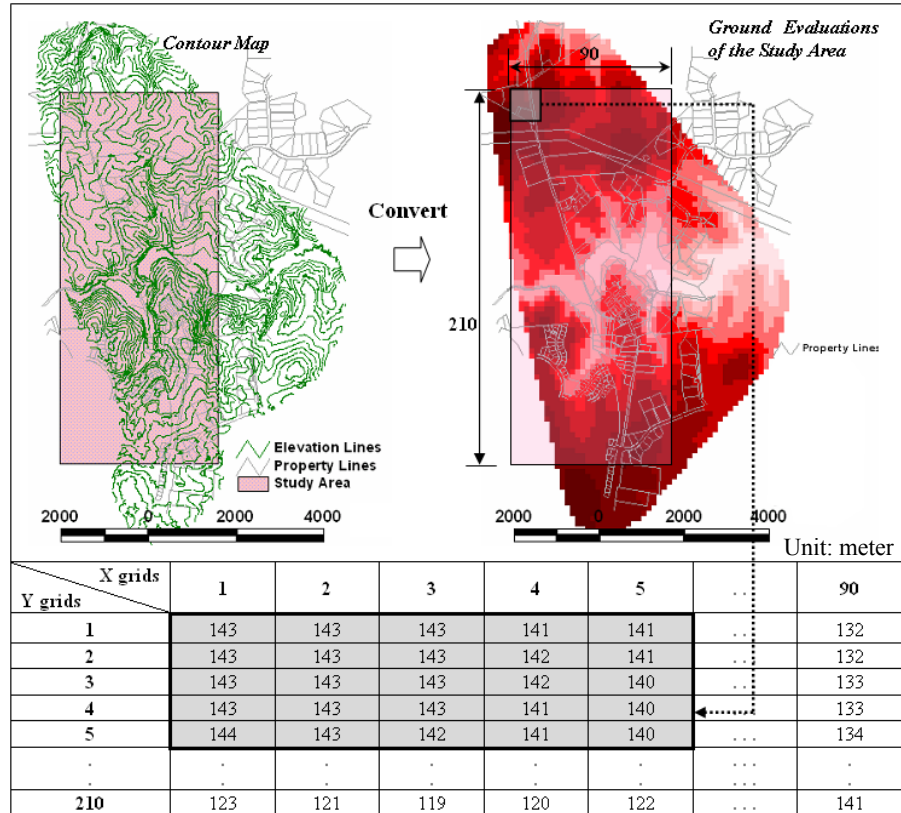 Contour Map
Ground Evaluations
of the Study Area
90
Convert
210
Property Lines
Elevation Lines
Property Lines
Study Area
2000 0 2000 4000
2000 0 2000 4000
Unit: meter
X grids
Y grids
1 2 3 4 5 ... 90
1 143 143 143 141 141 ... 132
2 143 143 143 142 141 ... 132
3 143 143 143 142 140 ... 133
4 143 143 143 141 140 ... 133
5 144 143 142 141 140 ... 134
: : : : : : ... :
210 123 121 119 120 122 ... 141